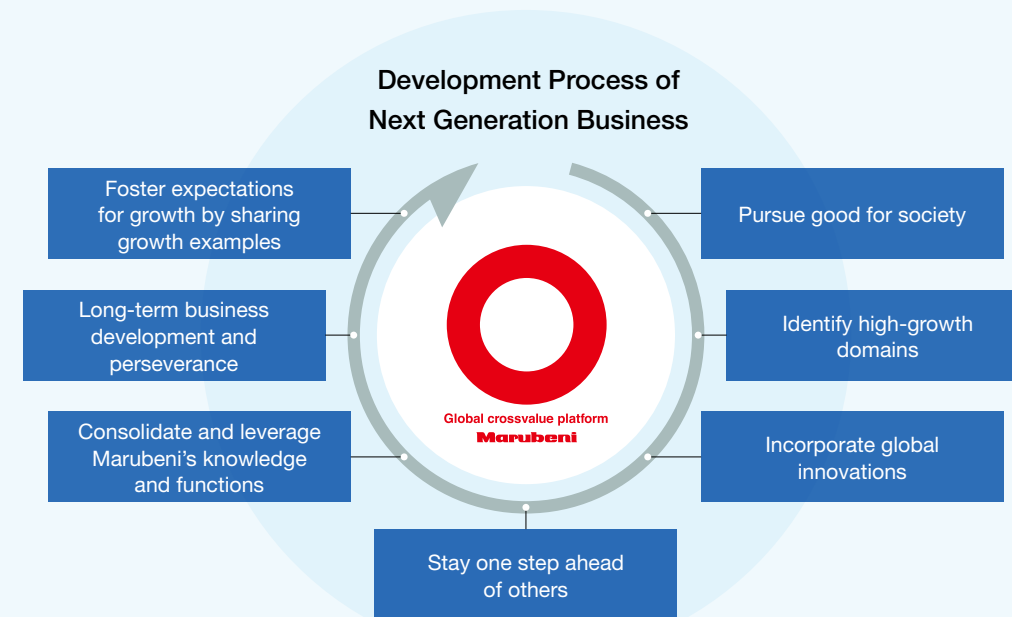 Development Process of
Next Generation Business
Foster expectations
for growth by sharing
growth examples
Pursue good for society
Long-term business
development and
perseverance
Identify high-growth
domains
Global crossvalue platform
Marubeni
Consolidate and leverage
Marubeni’s knowledge
and functions
Incorporate global
innovations
Stay one step ahead
of others